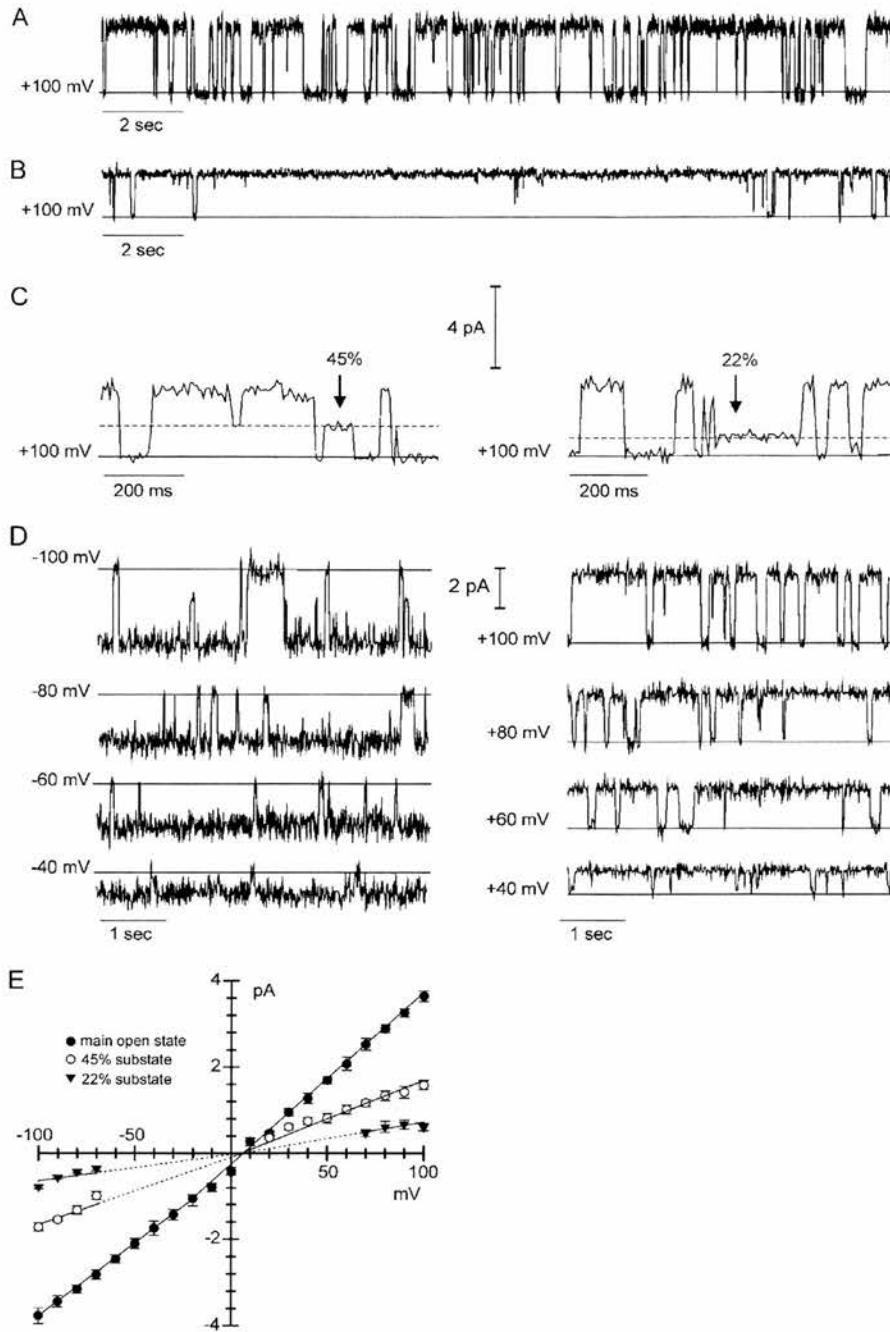 A
+100 mV
2 sec
B
+100 mV
2 sec
C
4 pA
45%
+100 mV
200 ms
22%
+100 mV
200 ms
D
-100 mV
-80 mV
-60 mV
-40 mV
1 sec
2 pA
+100 mV
+80 mV
+60 mV
+40 mV
1 sec
E
4
pA
main open state
45% substate
22% substate
2
-100
-50
50
100
mV
-2
-4